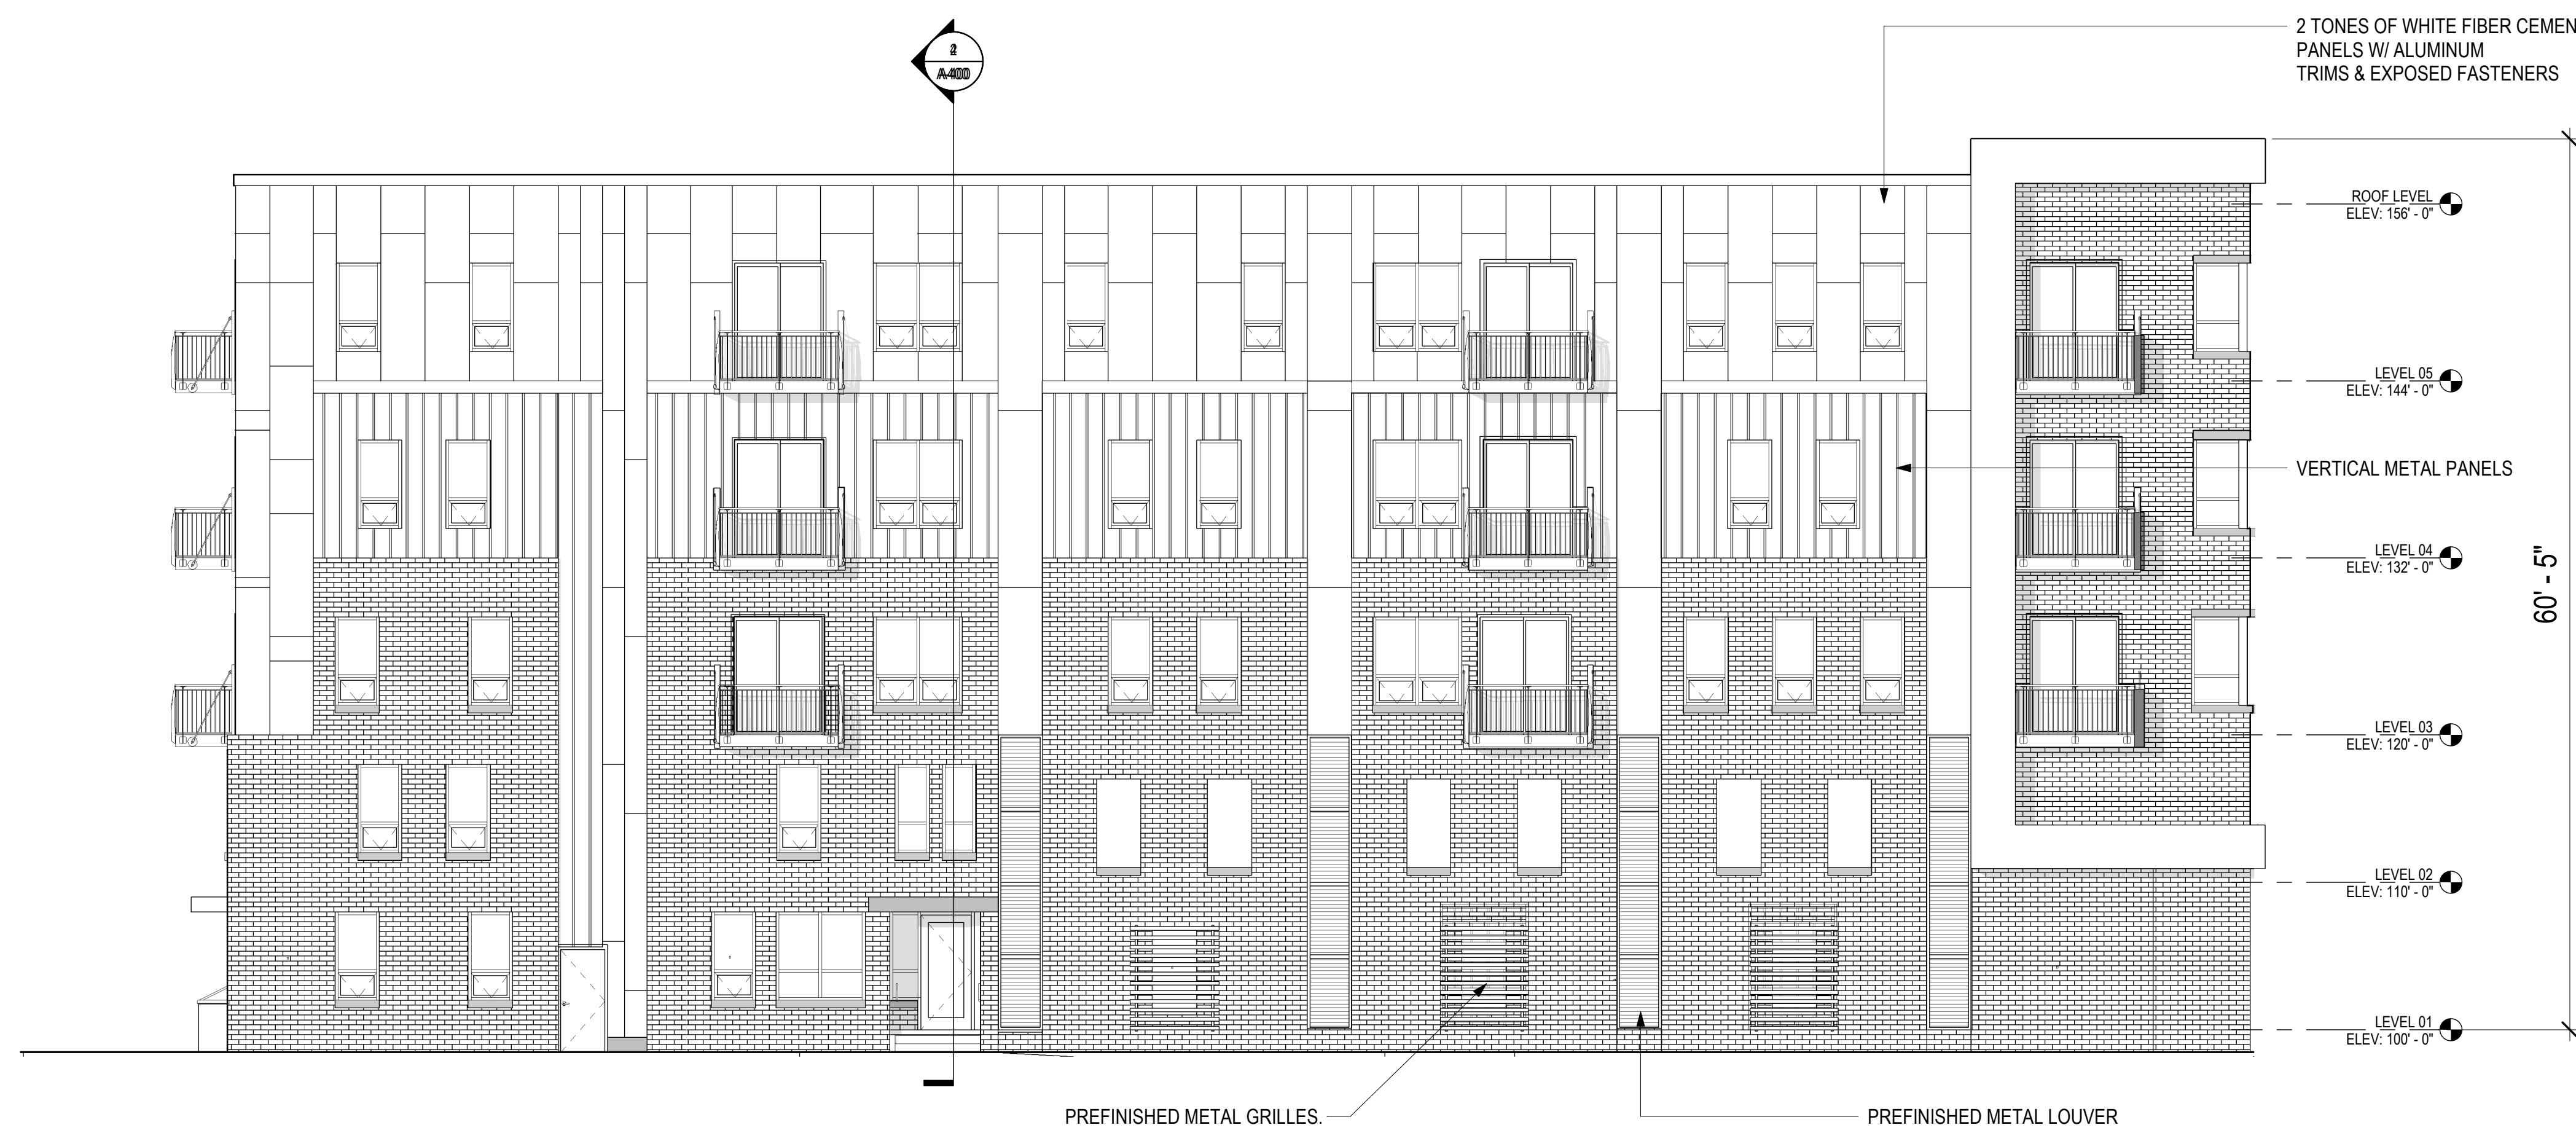 2 TONES OF WHITE FIBER CEMEN
PANELS W/ ALUMINUM
TRIMS & EXPOSED FASTENERS
ROOF LEVEL
ELEV: 156' - 0"
LEVEL 05
ELEV: 144' - 0"
VERTICAL METAL PANELS
LEVEL 04
ELEV: 132' - 0"
60' - 5"
LEVEL 03
ELEV: 120' - 0"
LEVEL 02
ELEV: 110' - 0"
LEVEL 01
ELEV: 100' - 0"
PREFINISHED METAL GRILLES.
PREFINISHED METAL LOUVER